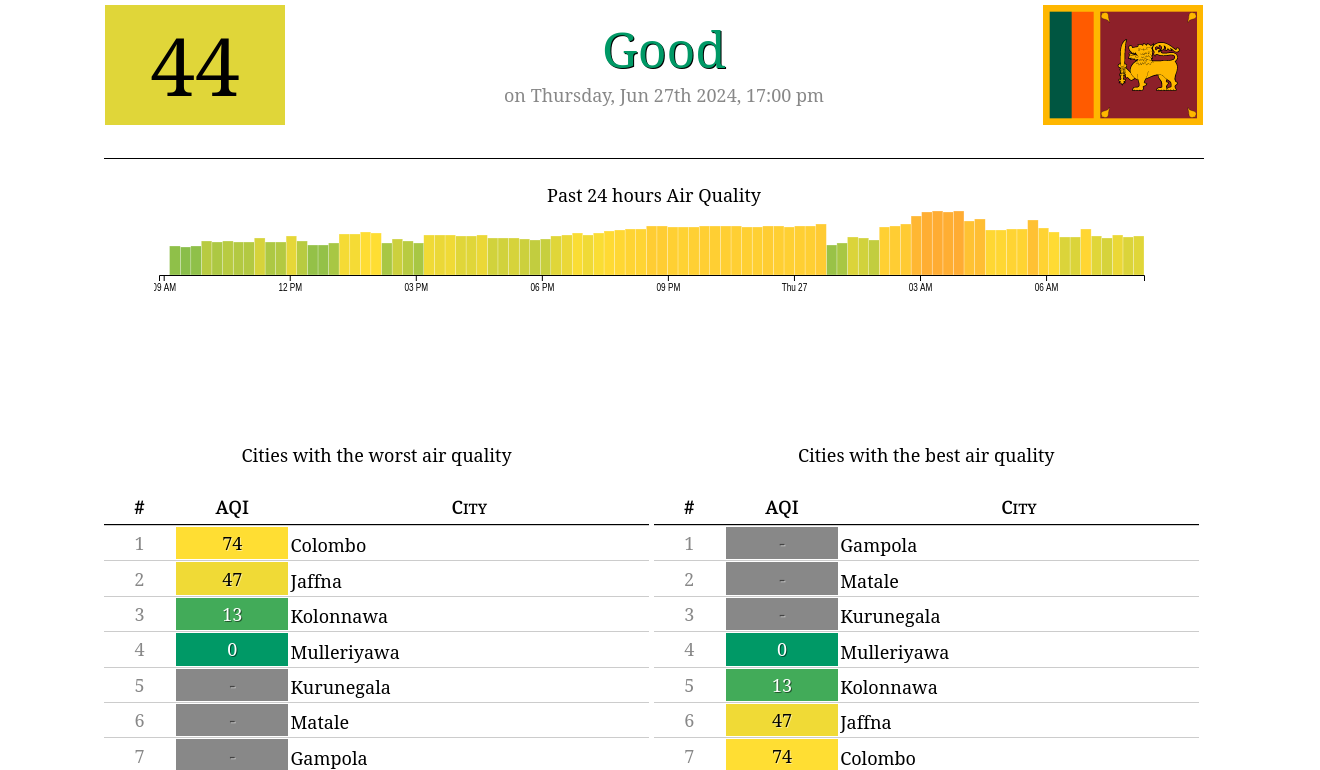 44
Good
on Thursday, Jun 27th 2024, 17:00 pm
Past 24 hours Air Quality
09 AM 12 PM 03 PM 06 PM 09 PM Thu 27 03 AM 06 AM
Cities with the worst air quality
# AQI City
1 74 Colombo
2 47 Jaffna
3 13 Kolonnawa
4 0 Mulleriyawa
5 - Kurunegala
6 - Matale
7 - Gampola
Cities with the best air quality
# AQI City
1 - Gampola
2 - Matale
3 - Kurunegala
4 0 Mulleriyawa
5 13 Kolonnawa
6 47 Jaffna
7 74 Colombo